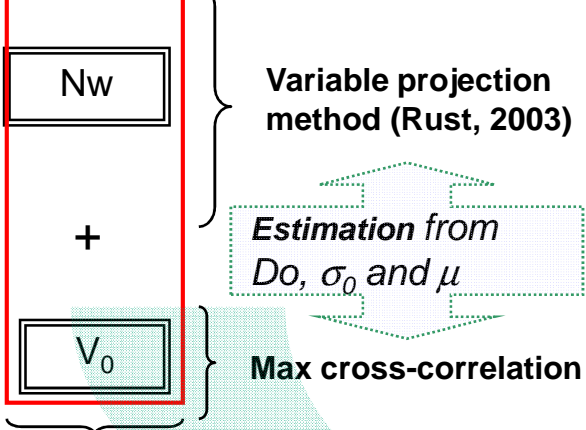 Nw
Variable projection
method (Rust, 2003)
+
Estimation from
Do, σ₀ and μ
V₀
Max cross-correlation